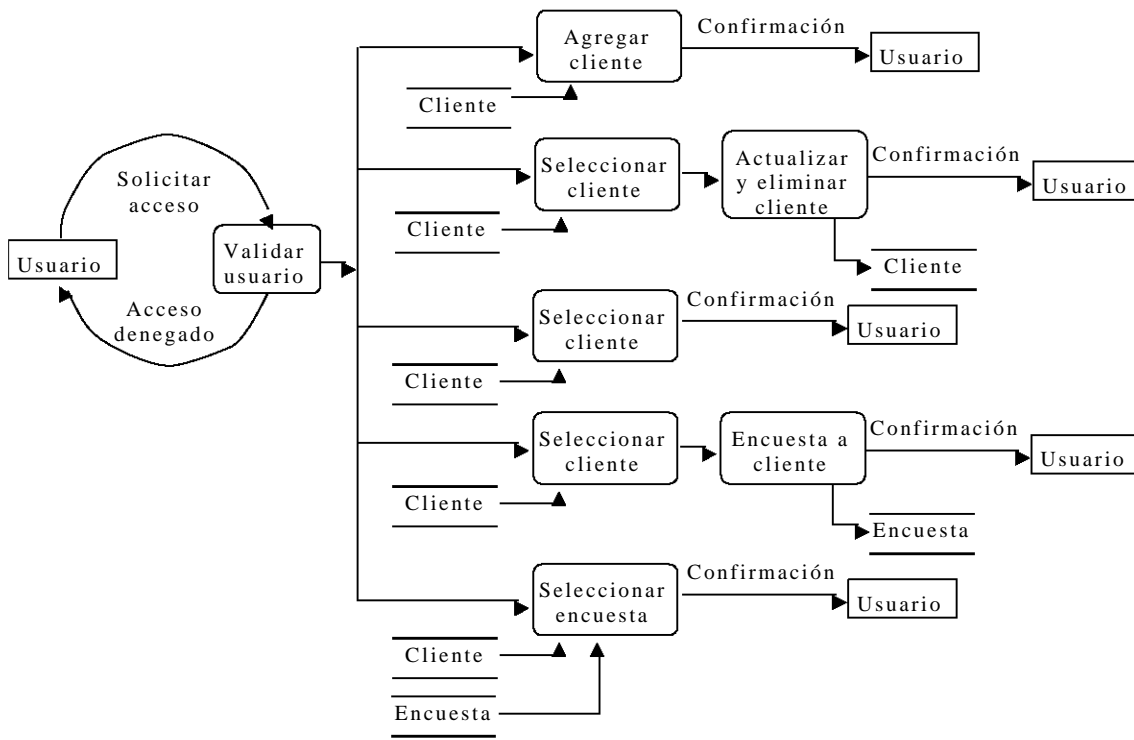 Agregar
cliente
Confirmación
Usuario
Cliente
Solicitar
acceso
Usuario
Validar
usuario
Acceso
denegado
Seleccionar
cliente
Actualizar
y eliminar
cliente
Confirmación
Usuario
Cliente
Cliente
Seleccionar
cliente
Confirmación
Usuario
Cliente
Seleccionar
cliente
Encuesta a
cliente
Confirmación
Usuario
Cliente
Encuesta
Seleccionar
encuesta
Confirmación
Usuario
Cliente
Encuesta